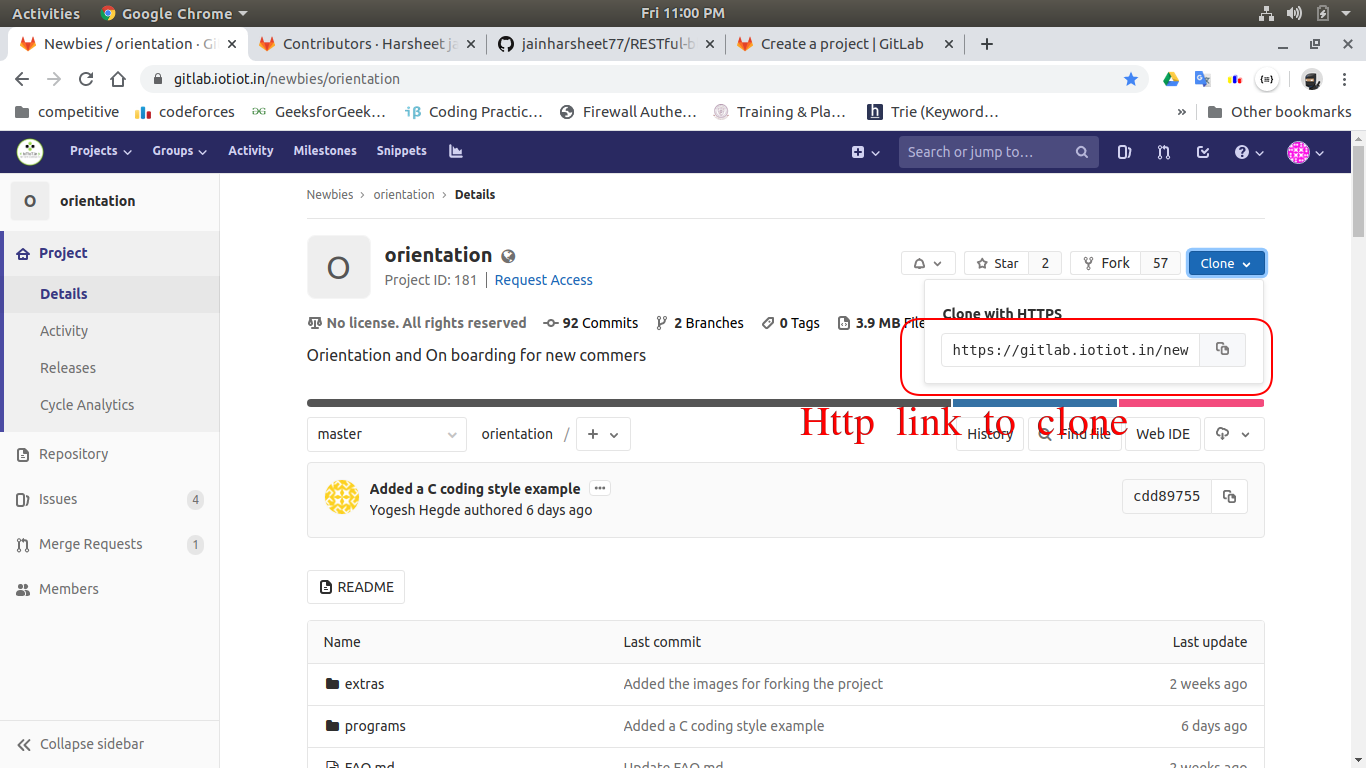 Activities Google Chrome Fri 11:00 PM
Newbies / orientation · Gi Contributors · Harsheet ja jainharsheet77/RESTful-b Create a project | GitLab
gitlab.iotiot.in/newbies/orientation
competitive codeforces GeeksforGeek... Coding Practic... Firewall Authe... Training & Pla... Trie (Keyword... » Other bookmarks
Projects Groups Activity Milestones Snippets Search or jump to...
O orientation
Project
Details
Activity
Releases
Cycle Analytics
Repository
Issues 4
Merge Requests 1
Members
Collapse sidebar
Newbies > orientation > Details
O
orientation
Project ID: 181 | Request Access
Star 2 Fork 57 Clone
Clone with HTTPS
https://gitlab.iotiot.in/new
No license. All rights reserved 92 Commits 2 Branches 0 Tags 3.9 MB File
Orientation and On boarding for new commers
Http link to clone
master orientation / + History Find file Web IDE
Added a C coding style example
Yogesh Hegde authored 6 days ago
cdd89755
README
Name Last commit Last update
extras Added the images for forking the project 2 weeks ago
programs Added a C coding style example 6 days ago
FAQ.md Update FAQ.md 2 weeks ago